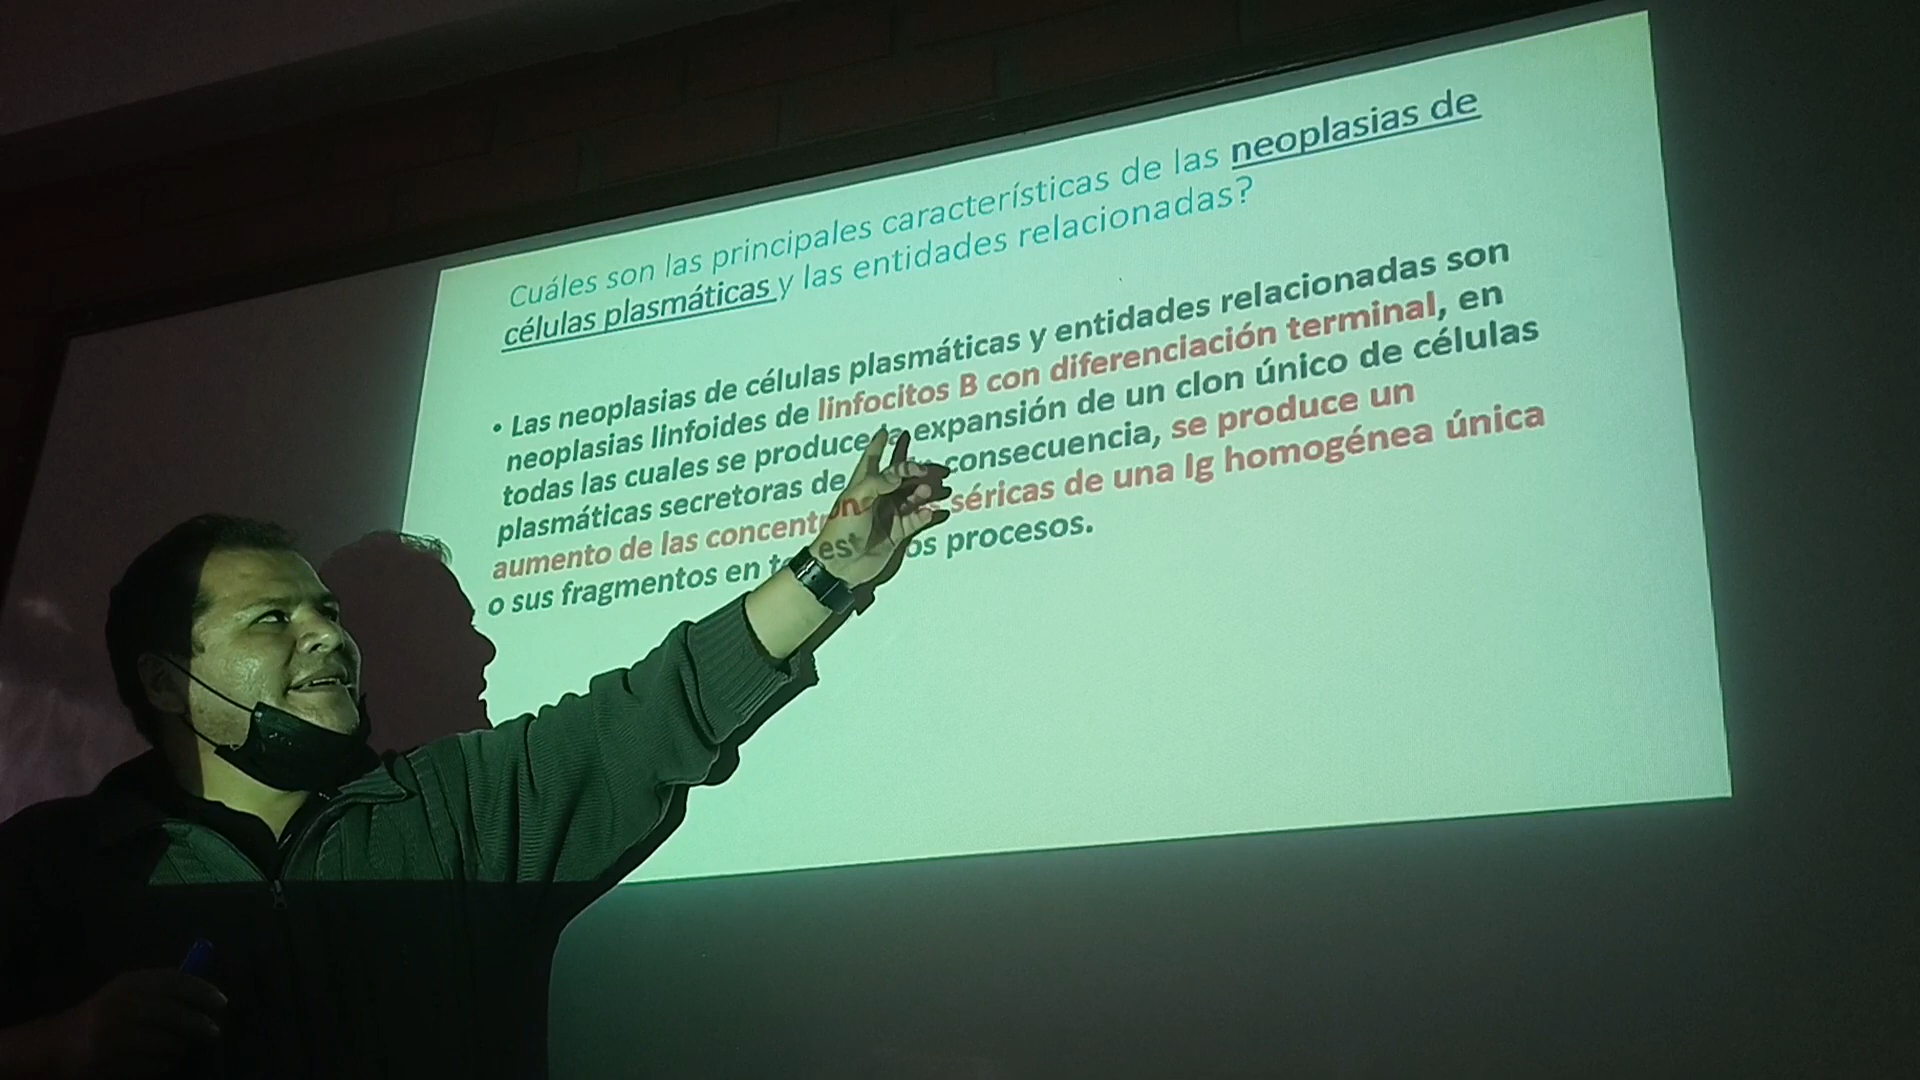 Cuáles son las principales características de las neoplasias de
células plasmáticas y las entidades relacionadas?
• Las neoplasias de células plasmáticas y entidades relacionadas son
neoplasias linfoides de linfocitos B con diferenciación terminal, en
todas las cuales se produce la expansión de un clon único de células
plasmáticas secretoras de consecuencia, se produce un
aumento de las séricas de una Ig homogénea única
o sus fragmentos en procesos.